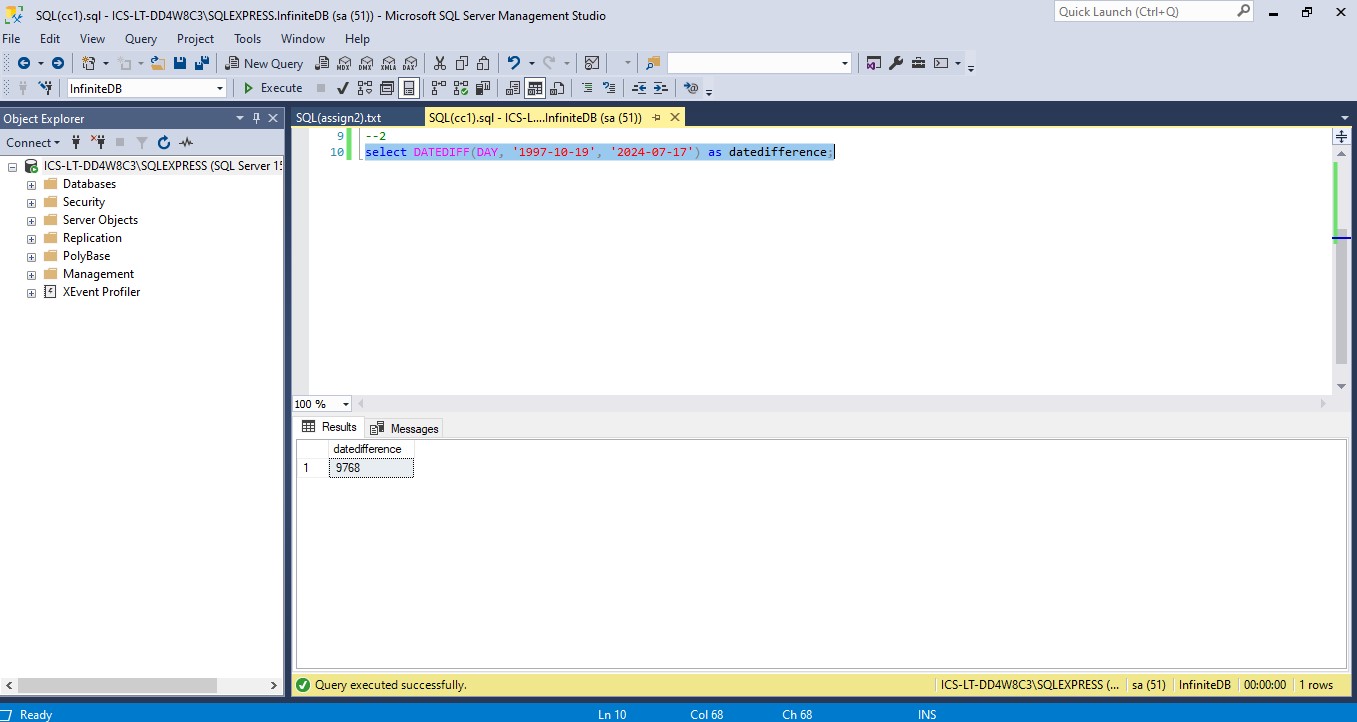 SQL(cc1).sql - ICS-LT-DD4W8C3\SQLEXPRESS.InfiniteDB (sa (51)) - Microsoft SQL Server Management Studio
Quick Launch (Ctrl+Q)
File Edit View Query Project Tools Window Help
New Query MDX DMX XMLA DAX
InfiniteDB Execute
Object Explorer
SQL(assign2).txt SQL(cc1).sql - ICS-L....InfiniteDB (sa (51))
Connect
ICS-LT-DD4W8C3\SQLEXPRESS (SQL Server 15
Databases
Security
Server Objects
Replication
PolyBase
Management
XEvent Profiler
9 --2
10 select DATEDIFF(DAY, '1997-10-19', '2024-07-17') as datedifference;
100 %
Results Messages
datedifference
1 9768
Query executed successfully. ICS-LT-DD4W8C3\SQLEXPRESS (... sa (51) InfiniteDB 00:00:00 1 rows
Ready Ln 10 Col 68 Ch 68 INS